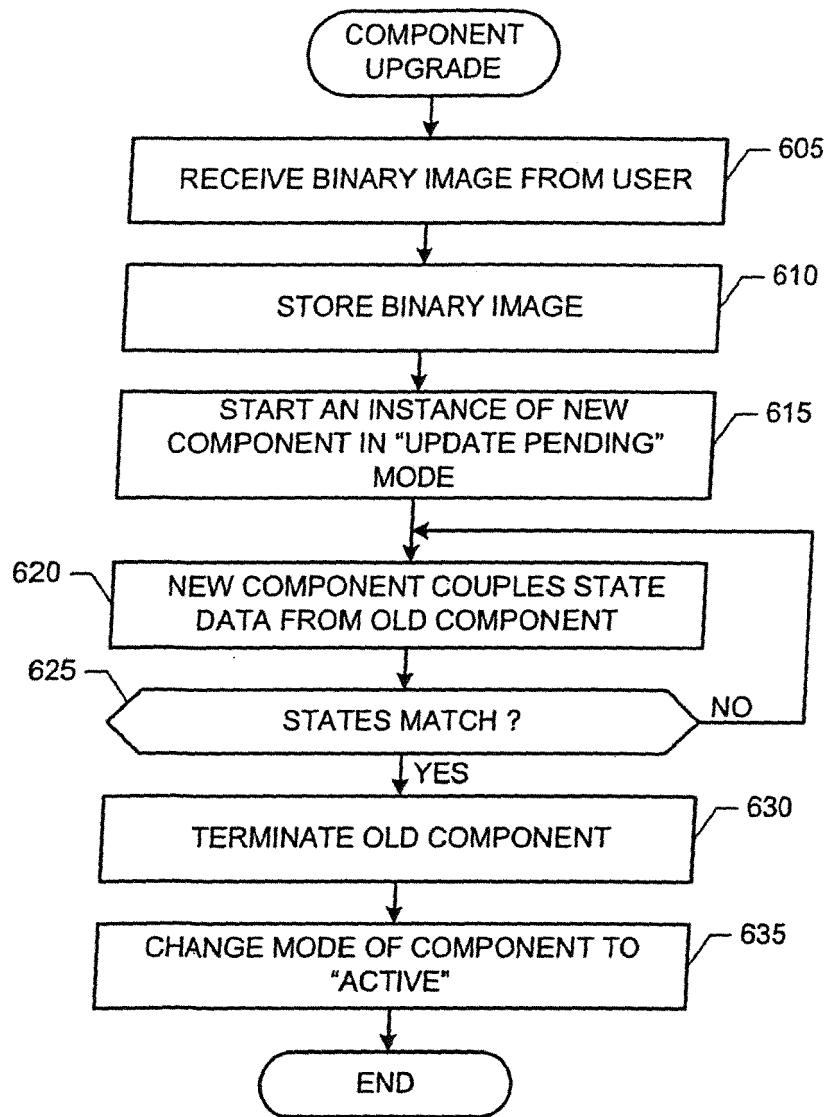 COMPONENT
UPGRADE
RECEIVE BINARY IMAGE FROM USER
605
STORE BINARY IMAGE
610
START AN INSTANCE OF NEW
COMPONENT IN "UPDATE PENDING"
MODE
615
620
NEW COMPONENT COUPLES STATE
DATA FROM OLD COMPONENT
625
STATES MATCH ?
NO
YES
TERMINATE OLD COMPONENT
630
CHANGE MODE OF COMPONENT TO
"ACTIVE"
635
END